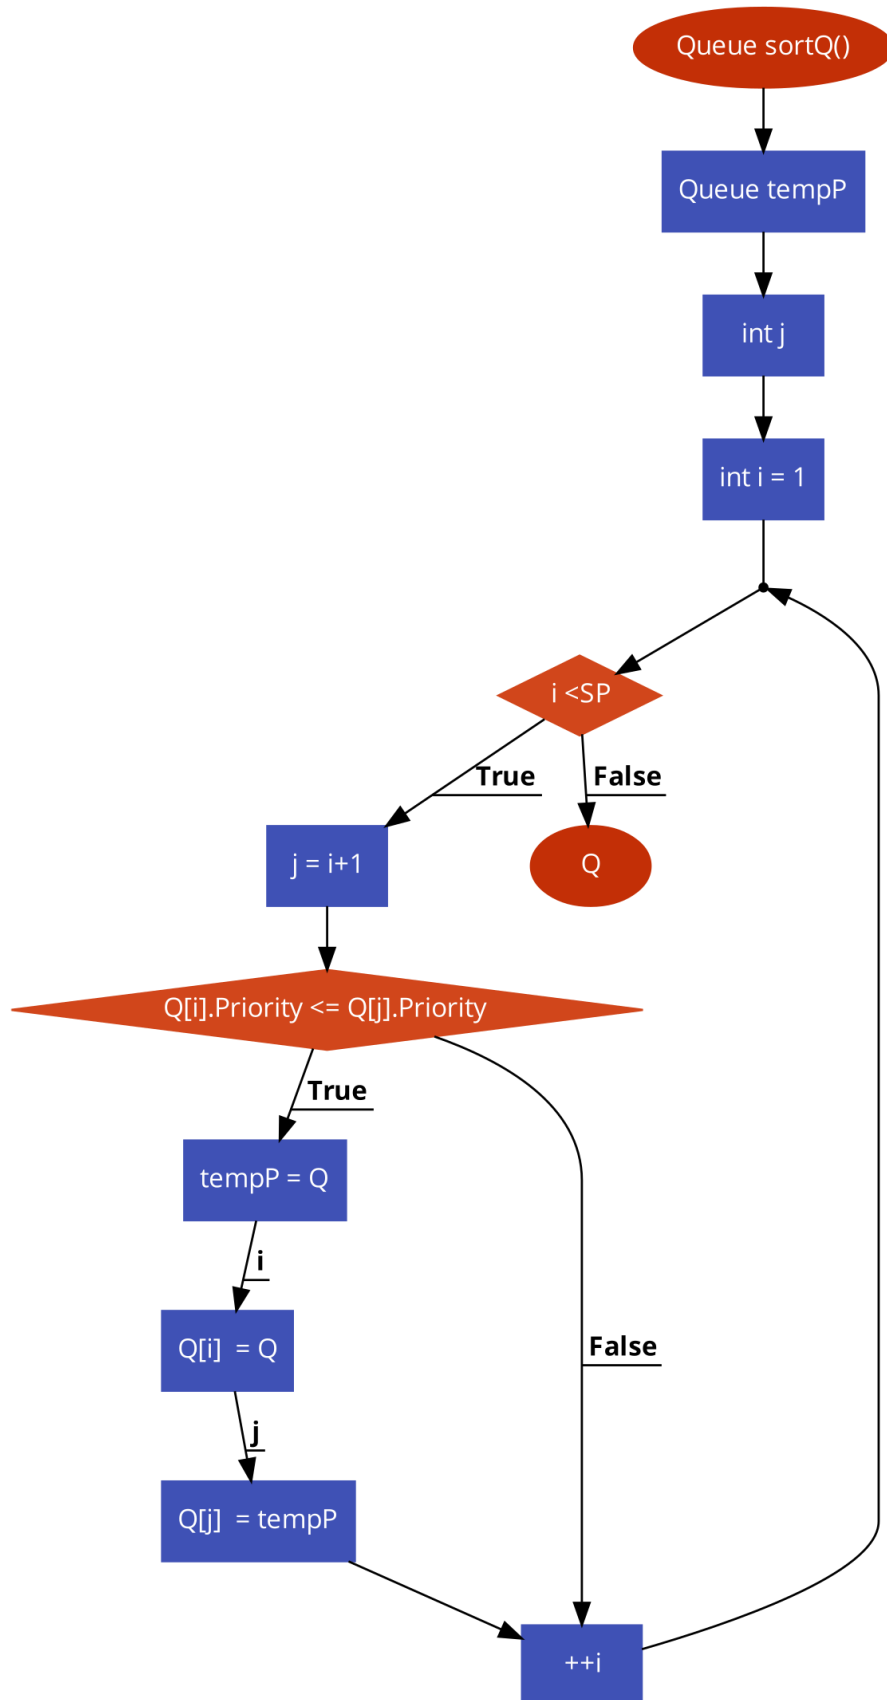 Queue sortQ()
Queue tempP
int j
int i = 1
i <SP
True
False
j = i+1
Q
Q[i].Priority <= Q[j].Priority
True
tempP = Q
i
Q[i]  = Q
False
j
Q[j]  = tempP
++i